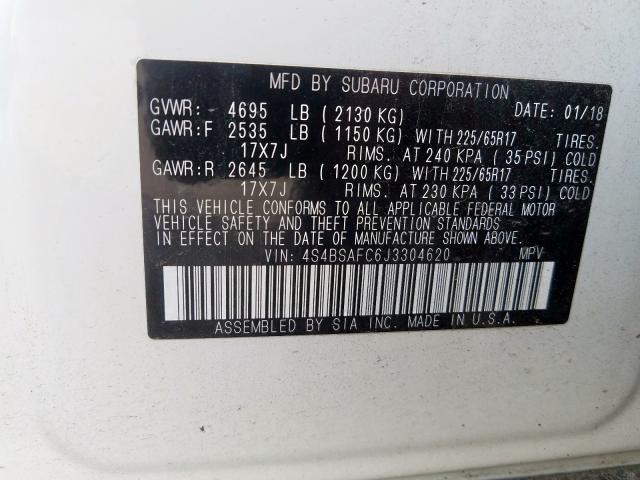 MFD BY SUBARU CORPORATION DATE: 01/18
GVWR: 4695 LB ( 2130 KG)
GAWR:F 2535 LB ( 1150 KG) WITH 225/65R17 TIRES.
17X7J RIMS. AT 240 KPA ( 35 PSI) COLD
GAWR:R 2645 LB ( 1200 KG) WITH 225/65R17 TIRES.
17X7J RIMS. AT 230 KPA ( 33 PSI) COLD
THIS VEHICLE CONFORMS TO ALL APPLICABLE FEDERAL MOTOR
VEHICLE SAFETY AND THEFT PREVENTION STANDARDS
IN EFFECT ON THE DATE OF MANUFACTURE SHOWN ABOVE.
VIN: 4S4BSAFC6J3304620 MPV
ASSEMBLED BY SIA INC. MADE IN U.S.A.